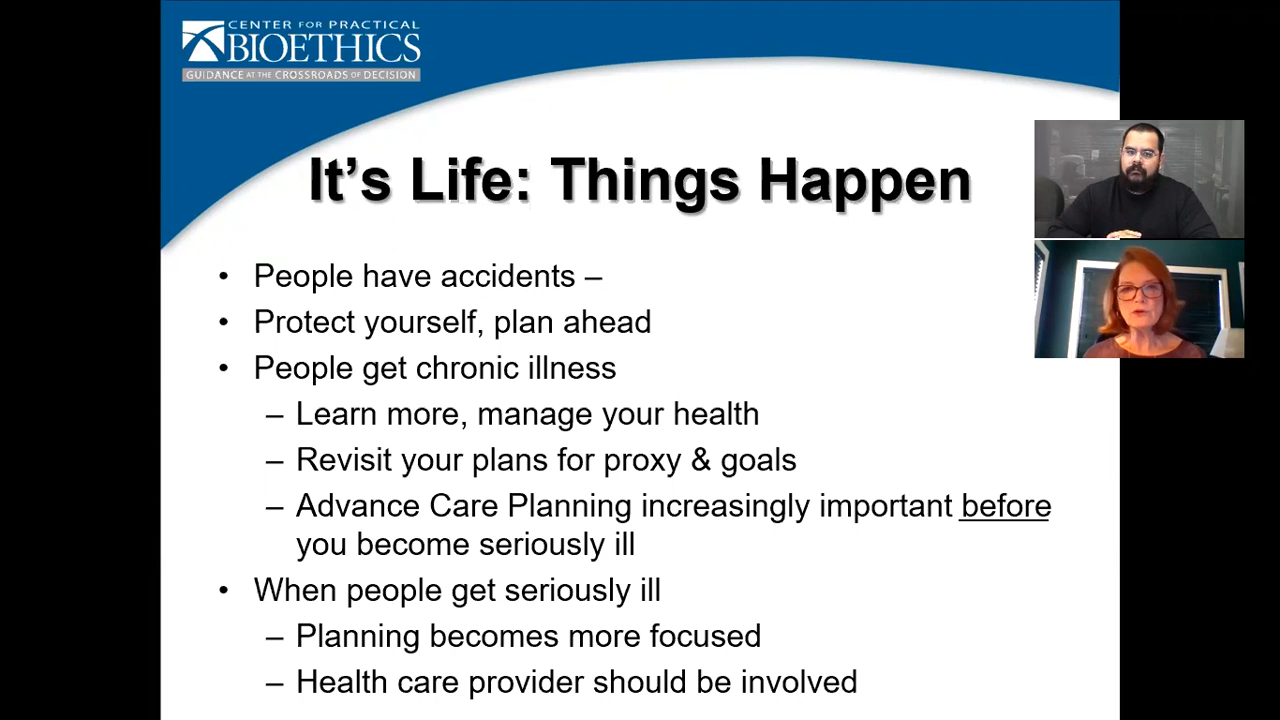 CENTER FOR PRACTICAL
BIOETHICS
GUIDANCE AT THE CROSSROADS OF DECISION
It’s Life: Things Happen
• People have accidents –
• Protect yourself, plan ahead
• People get chronic illness
– Learn more, manage your health
– Revisit your plans for proxy & goals
– Advance Care Planning increasingly important before
you become seriously ill
• When people get seriously ill
– Planning becomes more focused
– Health care provider should be involved